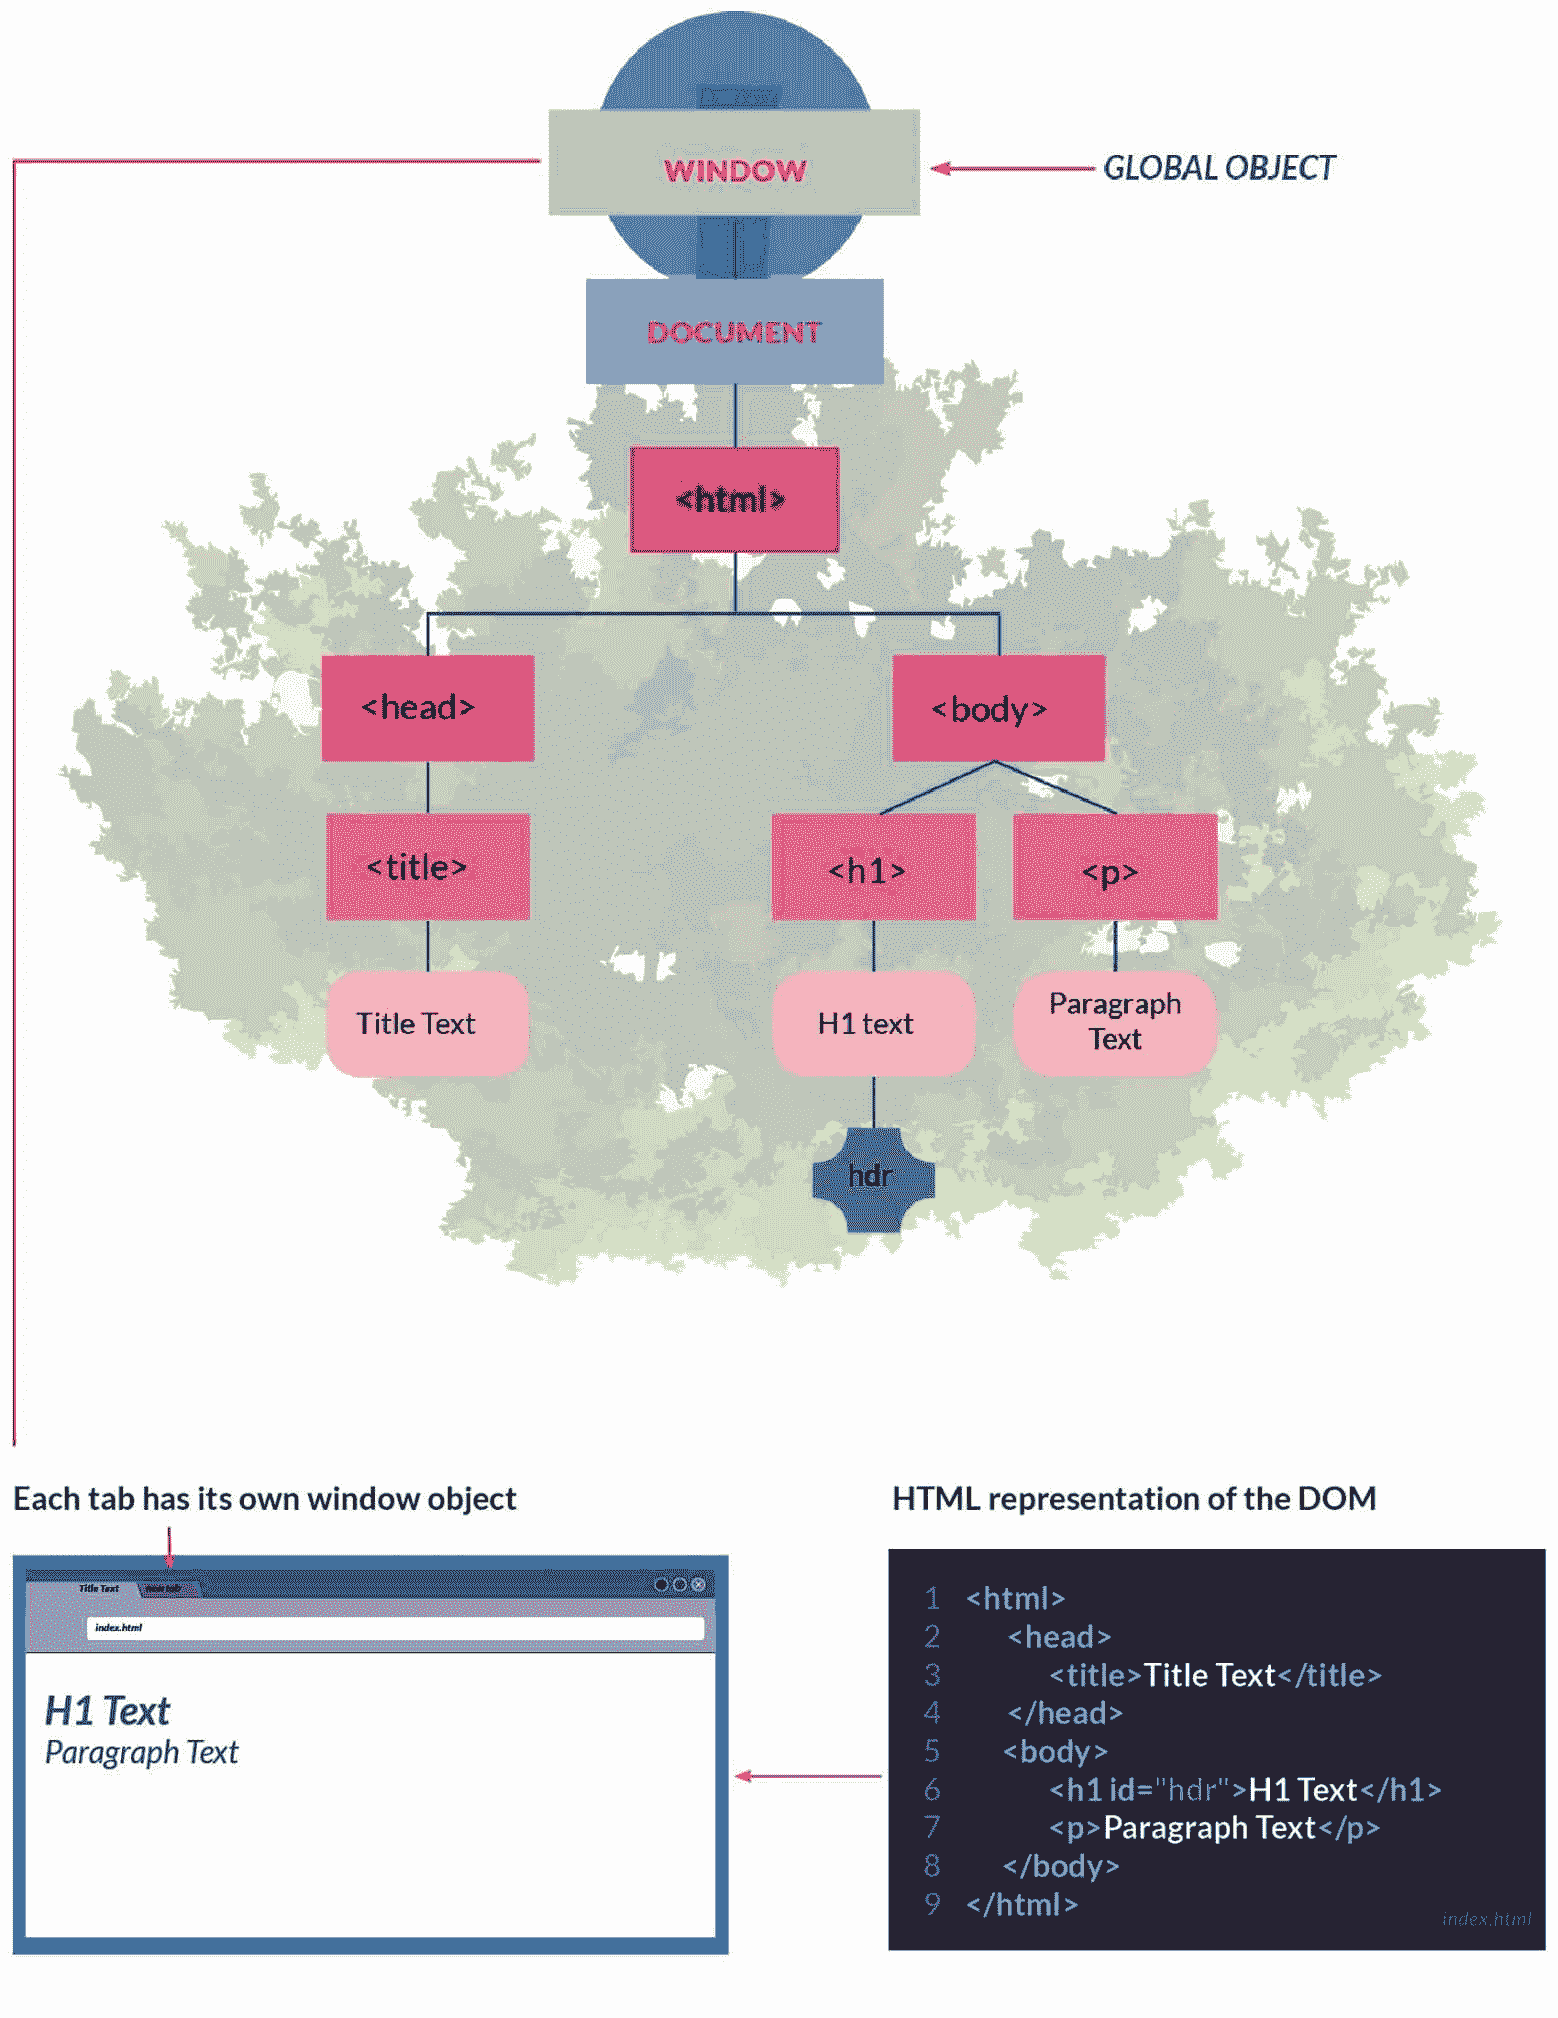 WINDOW
GLOBAL OBJECT
DOCUMENT
<html>
<head>
<body>
<title>
<h1>
<p>
Title Text
H1 text
Paragraph
Text
hdr
Each tab has its own window object
Title Text
index.html
H1 Text
Paragraph Text
HTML representation of the DOM
1 <html>
2 <head>
3 <title>Title Text</title>
4 </head>
5 <body>
6 <h1 id="hdr">H1 Text</h1>
7 <p>Paragraph Text</p>
8 </body>
9 </html>
index.html